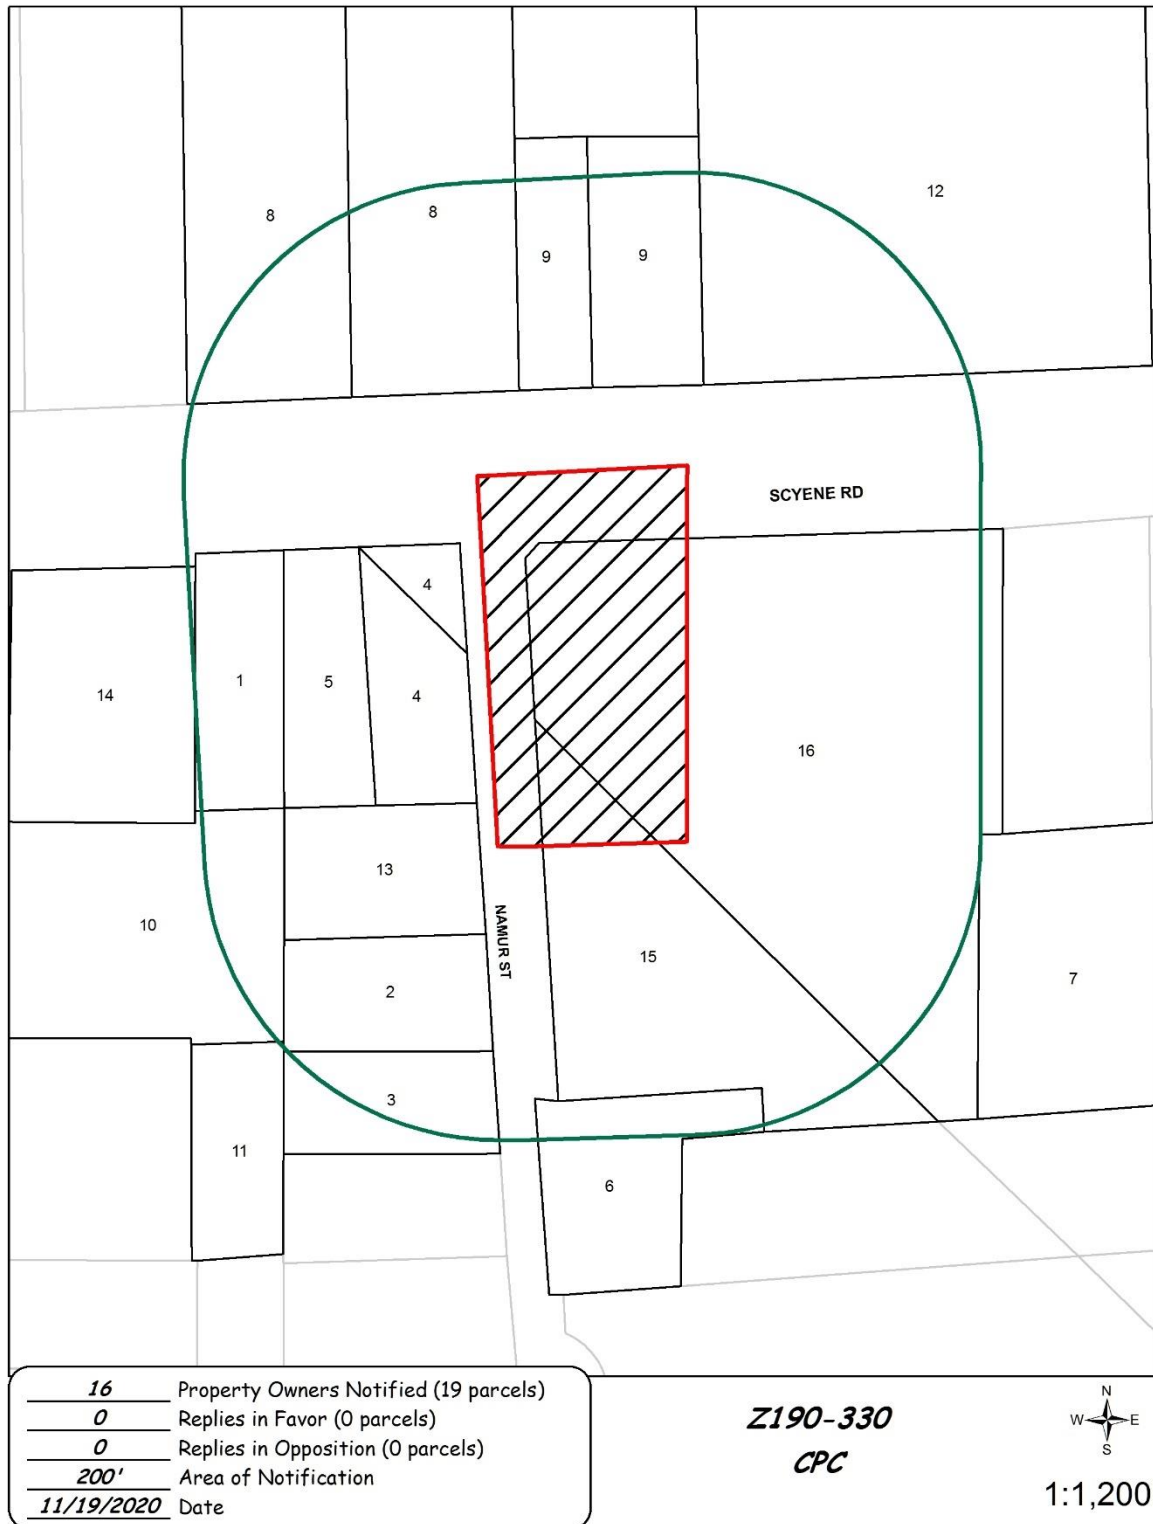 12
8
8
9
9
SCYENE RD
4
14
1
5
4
16
13
10
NAMUR ST
15
7
2
3
11
6
16 Property Owners Notified (19 parcels)
0 Replies in Favor (0 parcels)
0 Replies in Opposition (0 parcels)
200' Area of Notification
11/19/2020 Date
Z190-330
CPC
N
W E
S
1:1,200